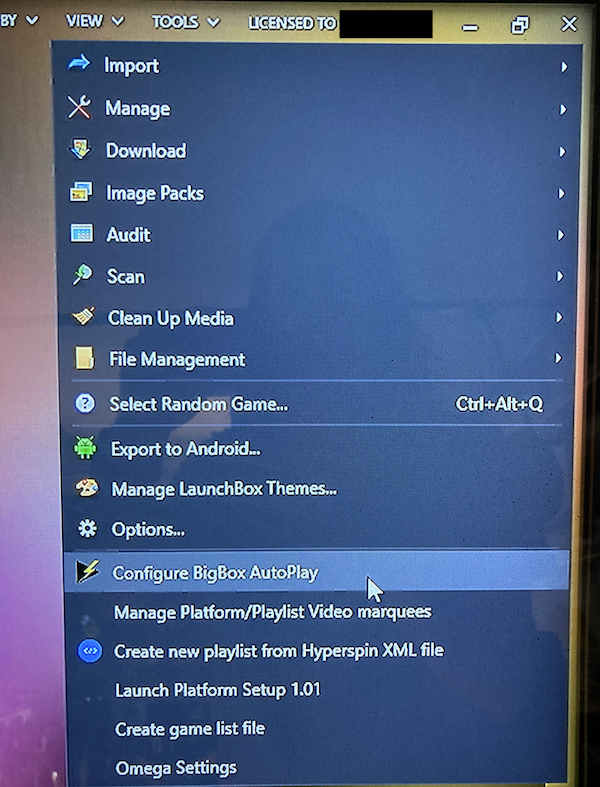 BY VIEW TOOLS LICENSED TO
Import
Manage
Download
Image Packs
Audit
Scan
Clean Up Media
File Management
Select Random Game... Ctrl+Alt+Q
Export to Android...
Manage LaunchBox Themes...
Options...
Configure BigBox AutoPlay
Manage Platform/Playlist Video marquees
Create new playlist from Hyperspin XML file
Launch Platform Setup 1.01
Create game list file
Omega Settings